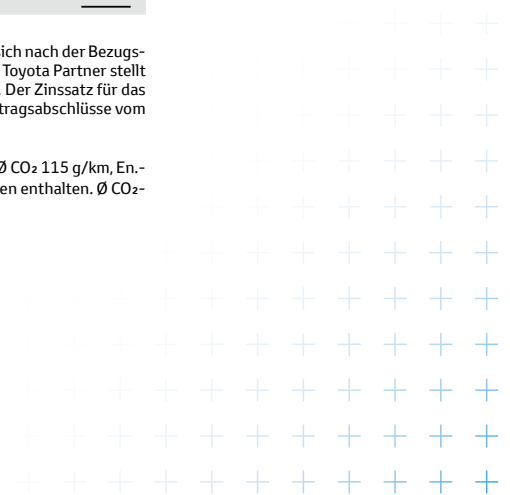 ich nach der Bezugs-
Toyota Partner stellt
. Der Zinssatz für das
tragsabschlüsse vom
Ø CO₂ 115 g/km, En.-
en enthalten. Ø CO₂-